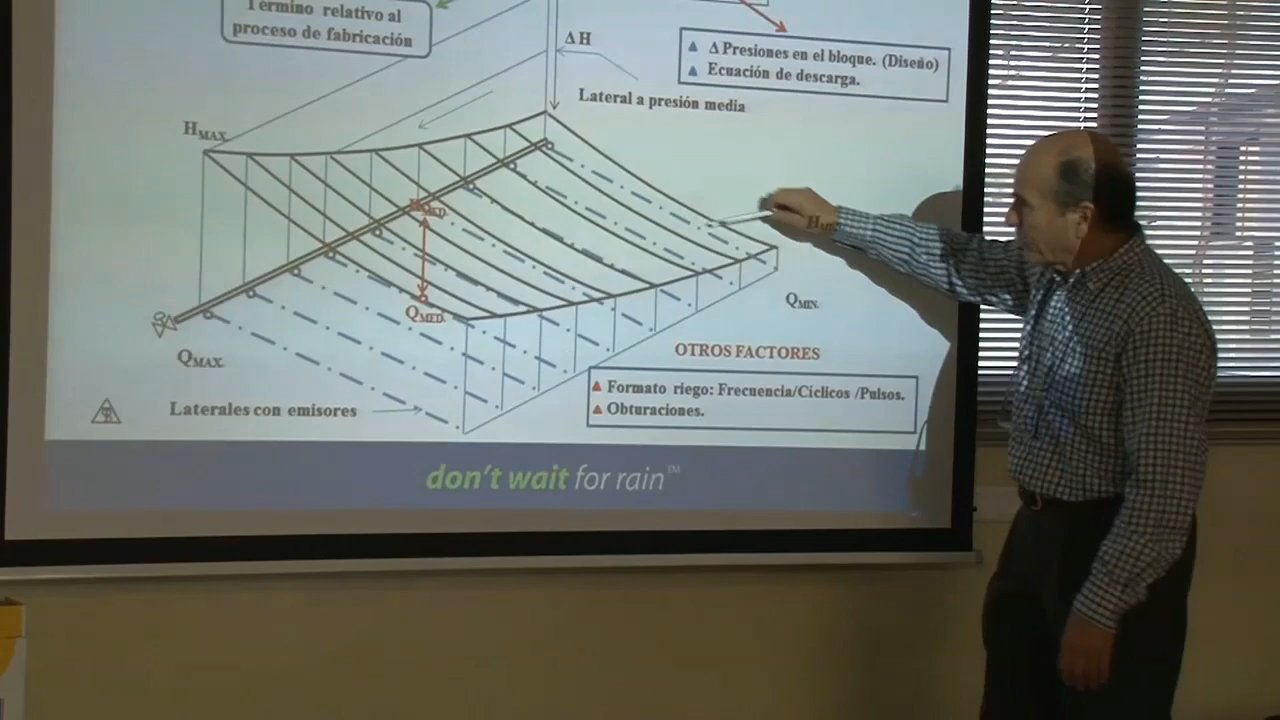 Término relativo al
proceso de fabricación
ΔH
Δ Presiones en el bloque. (Diseño)
Ecuación de descarga.
Lateral a presión media
HMAX
HMED.
QMED.
QMIN.
QMAX.
OTROS FACTORES
Formato riego: Frecuencia/Cíclicos /Pulsos.
Obturaciones.
Laterales con emisores
don't wait for rain™